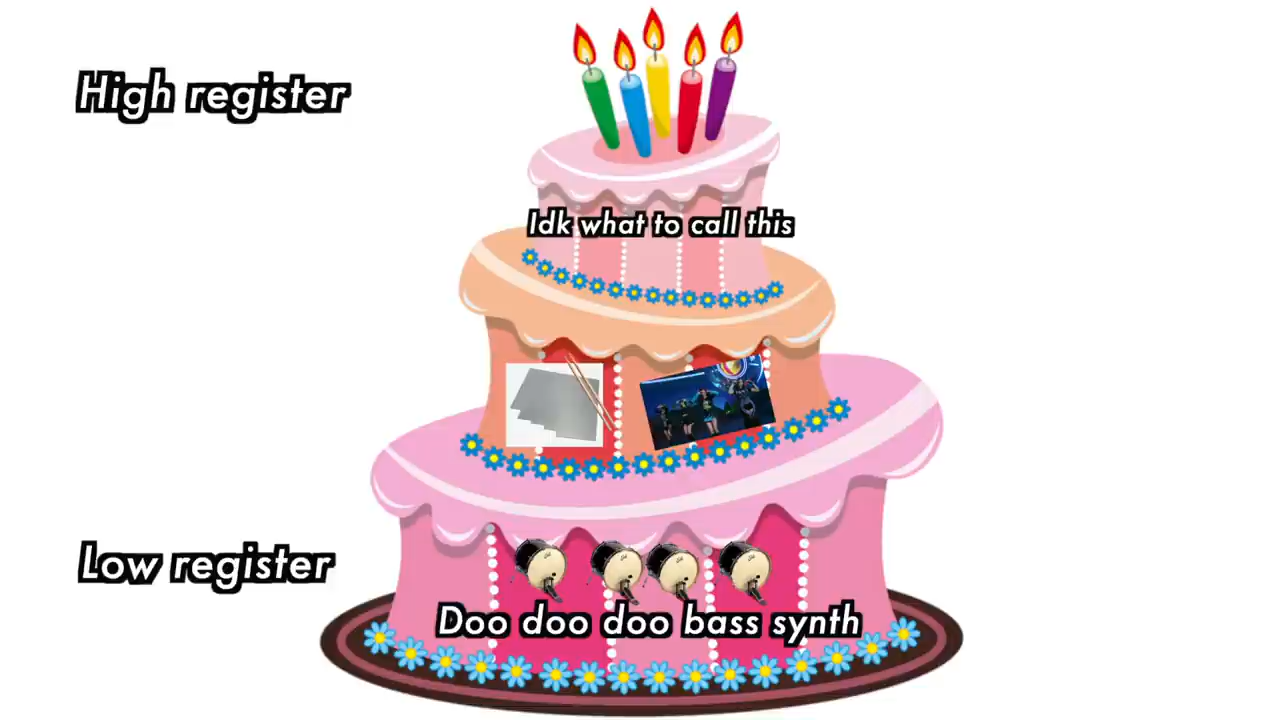 High register
Idk what to call this
Low register
Doo doo doo bass synth